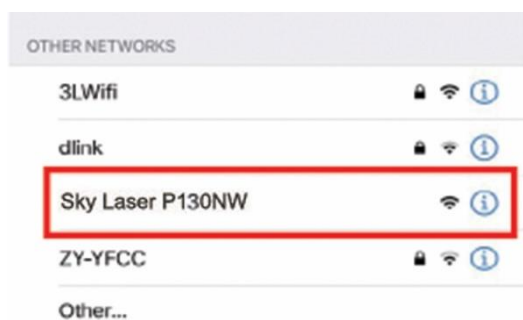 OTHER NETWORKS
3LWifi
dlink
Sky Laser P130NW
ZY-YFCC
Other...